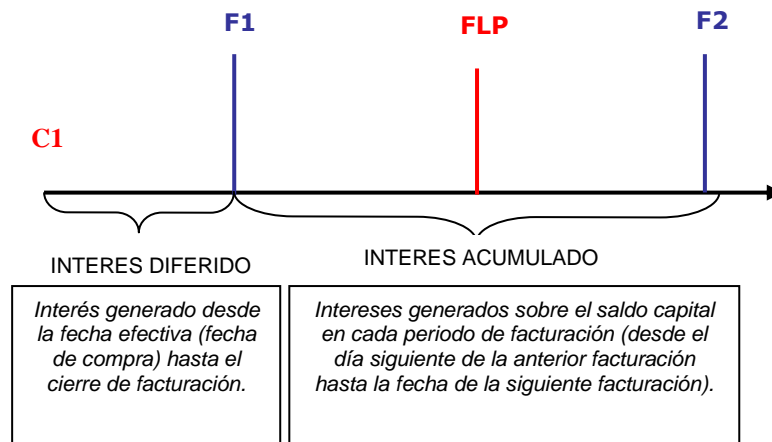 F1
FLP
F2
C1
INTERES DIFERIDO
INTERES ACUMULADO
Interés generado desde
la fecha efectiva (fecha
de compra) hasta el
cierre de facturación.
Intereses generados sobre el saldo capital
en cada periodo de facturación (desde el
día siguiente de la anterior facturación
hasta la fecha de la siguiente facturación).